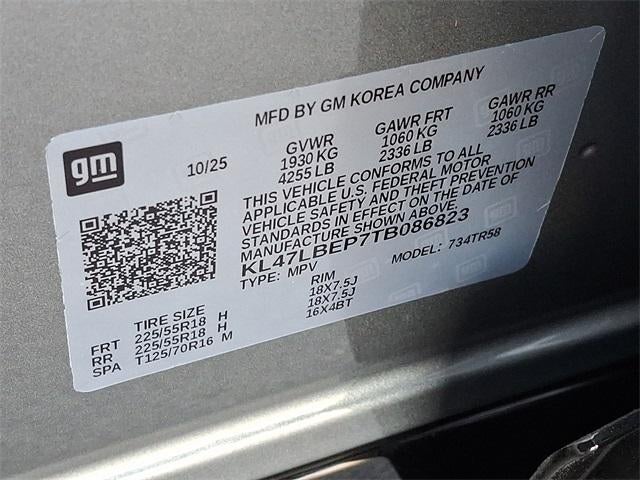 MFD BY GM KOREA COMPANY
gm
10/25
GVWR GAWR FRT GAWR RR
1930 KG 1060 KG 1060 KG
4255 LB 2336 LB 2336 LB
THIS VEHICLE CONFORMS TO ALL
APPLICABLE U.S. FEDERAL MOTOR
VEHICLE SAFETY AND THEFT PREVENTION
STANDARDS IN EFFECT ON THE DATE OF
MANUFACTURE SHOWN ABOVE.
KL47LBEP7TB086823
TYPE: MPV MODEL: 734TR58
TIRE SIZE RIM
FRT 225/55R18 H 18X7.5J
RR 225/55R18 H 18X7.5J
SPA T125/70R16 M 16X4BT